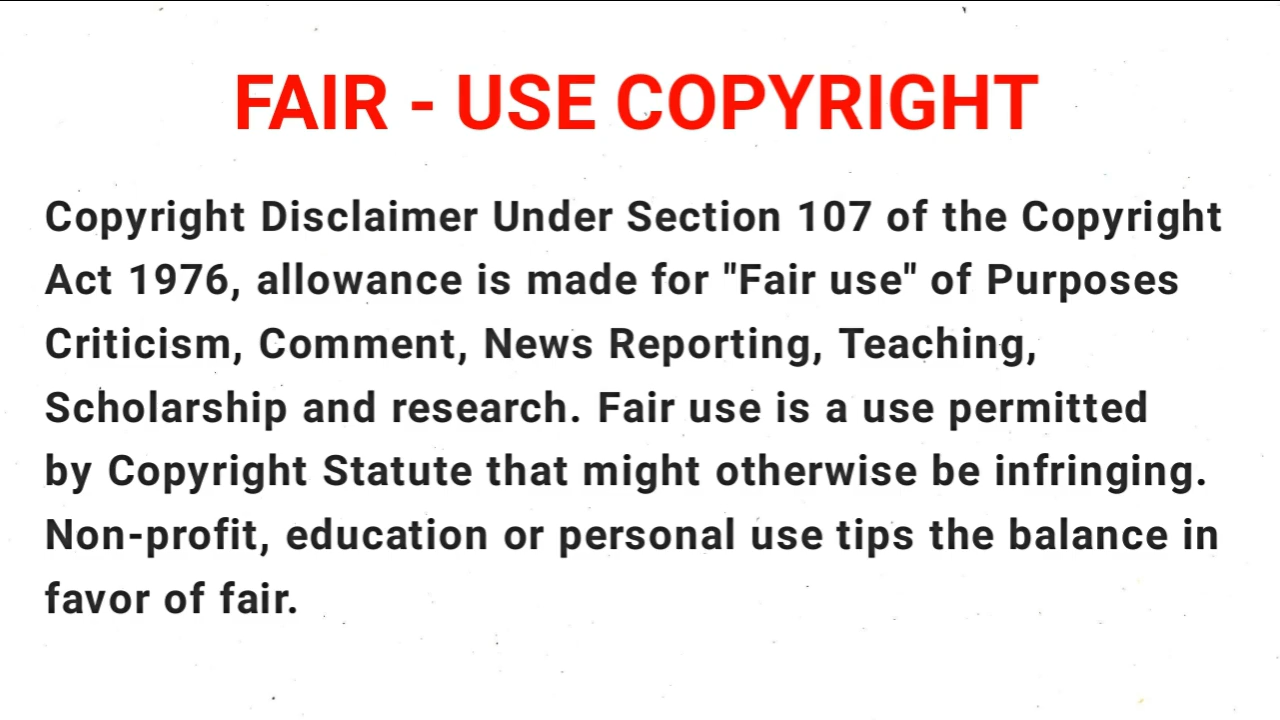 FAIR - USE COPYRIGHT
Copyright Disclaimer Under Section 107 of the Copyright
Act 1976, allowance is made for "Fair use" of Purposes
Criticism, Comment, News Reporting, Teaching,
Scholarship and research. Fair use is a use permitted
by Copyright Statute that might otherwise be infringing.
Non-profit, education or personal use tips the balance in
favor of fair.